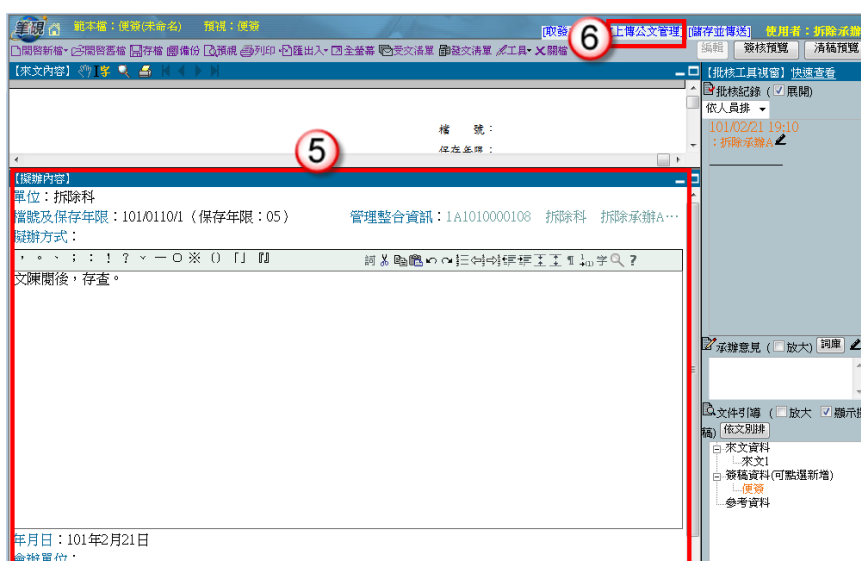 筆硯 範本檔：便簽(未命名) 預視：便簽
上傳公文管理] [儲存並傳送] 使用者：拆除承辦
6
開啟新檔 開啟舊檔 存檔 備份 預視 列印 匯出入 全螢幕 受文清單 發文清單 工具 關檔
編輯 簽核預覽 清稿預覽
【來文內容】
檔 號：
保存年限：
5
【擬辦內容】
單位：拆除科
檔號及保存年限：101/0110/1（保存年限：05） 管理整合資訊：1A1010000108 拆除科 拆除承辦A…
擬辦方式：
， 。 、 ； ： ！ ？ ˇ — ○ ※ () 「」 『』 詞 ¶ 字 ?
文陳閱後，存查。
年月日：101年2月21日
會辦單位：
【批核工具視窗】快速查看
批核紀錄 ( 展開)
依人員排
101/02/21 19:10
：拆除承辦A
承辦意見 ( 放大) 詞庫
文件引導 ( 放大 顯示擬
稿) 依文別排
來文資料
來文1
簽稿資料(可點選新增)
便簽
參考資料